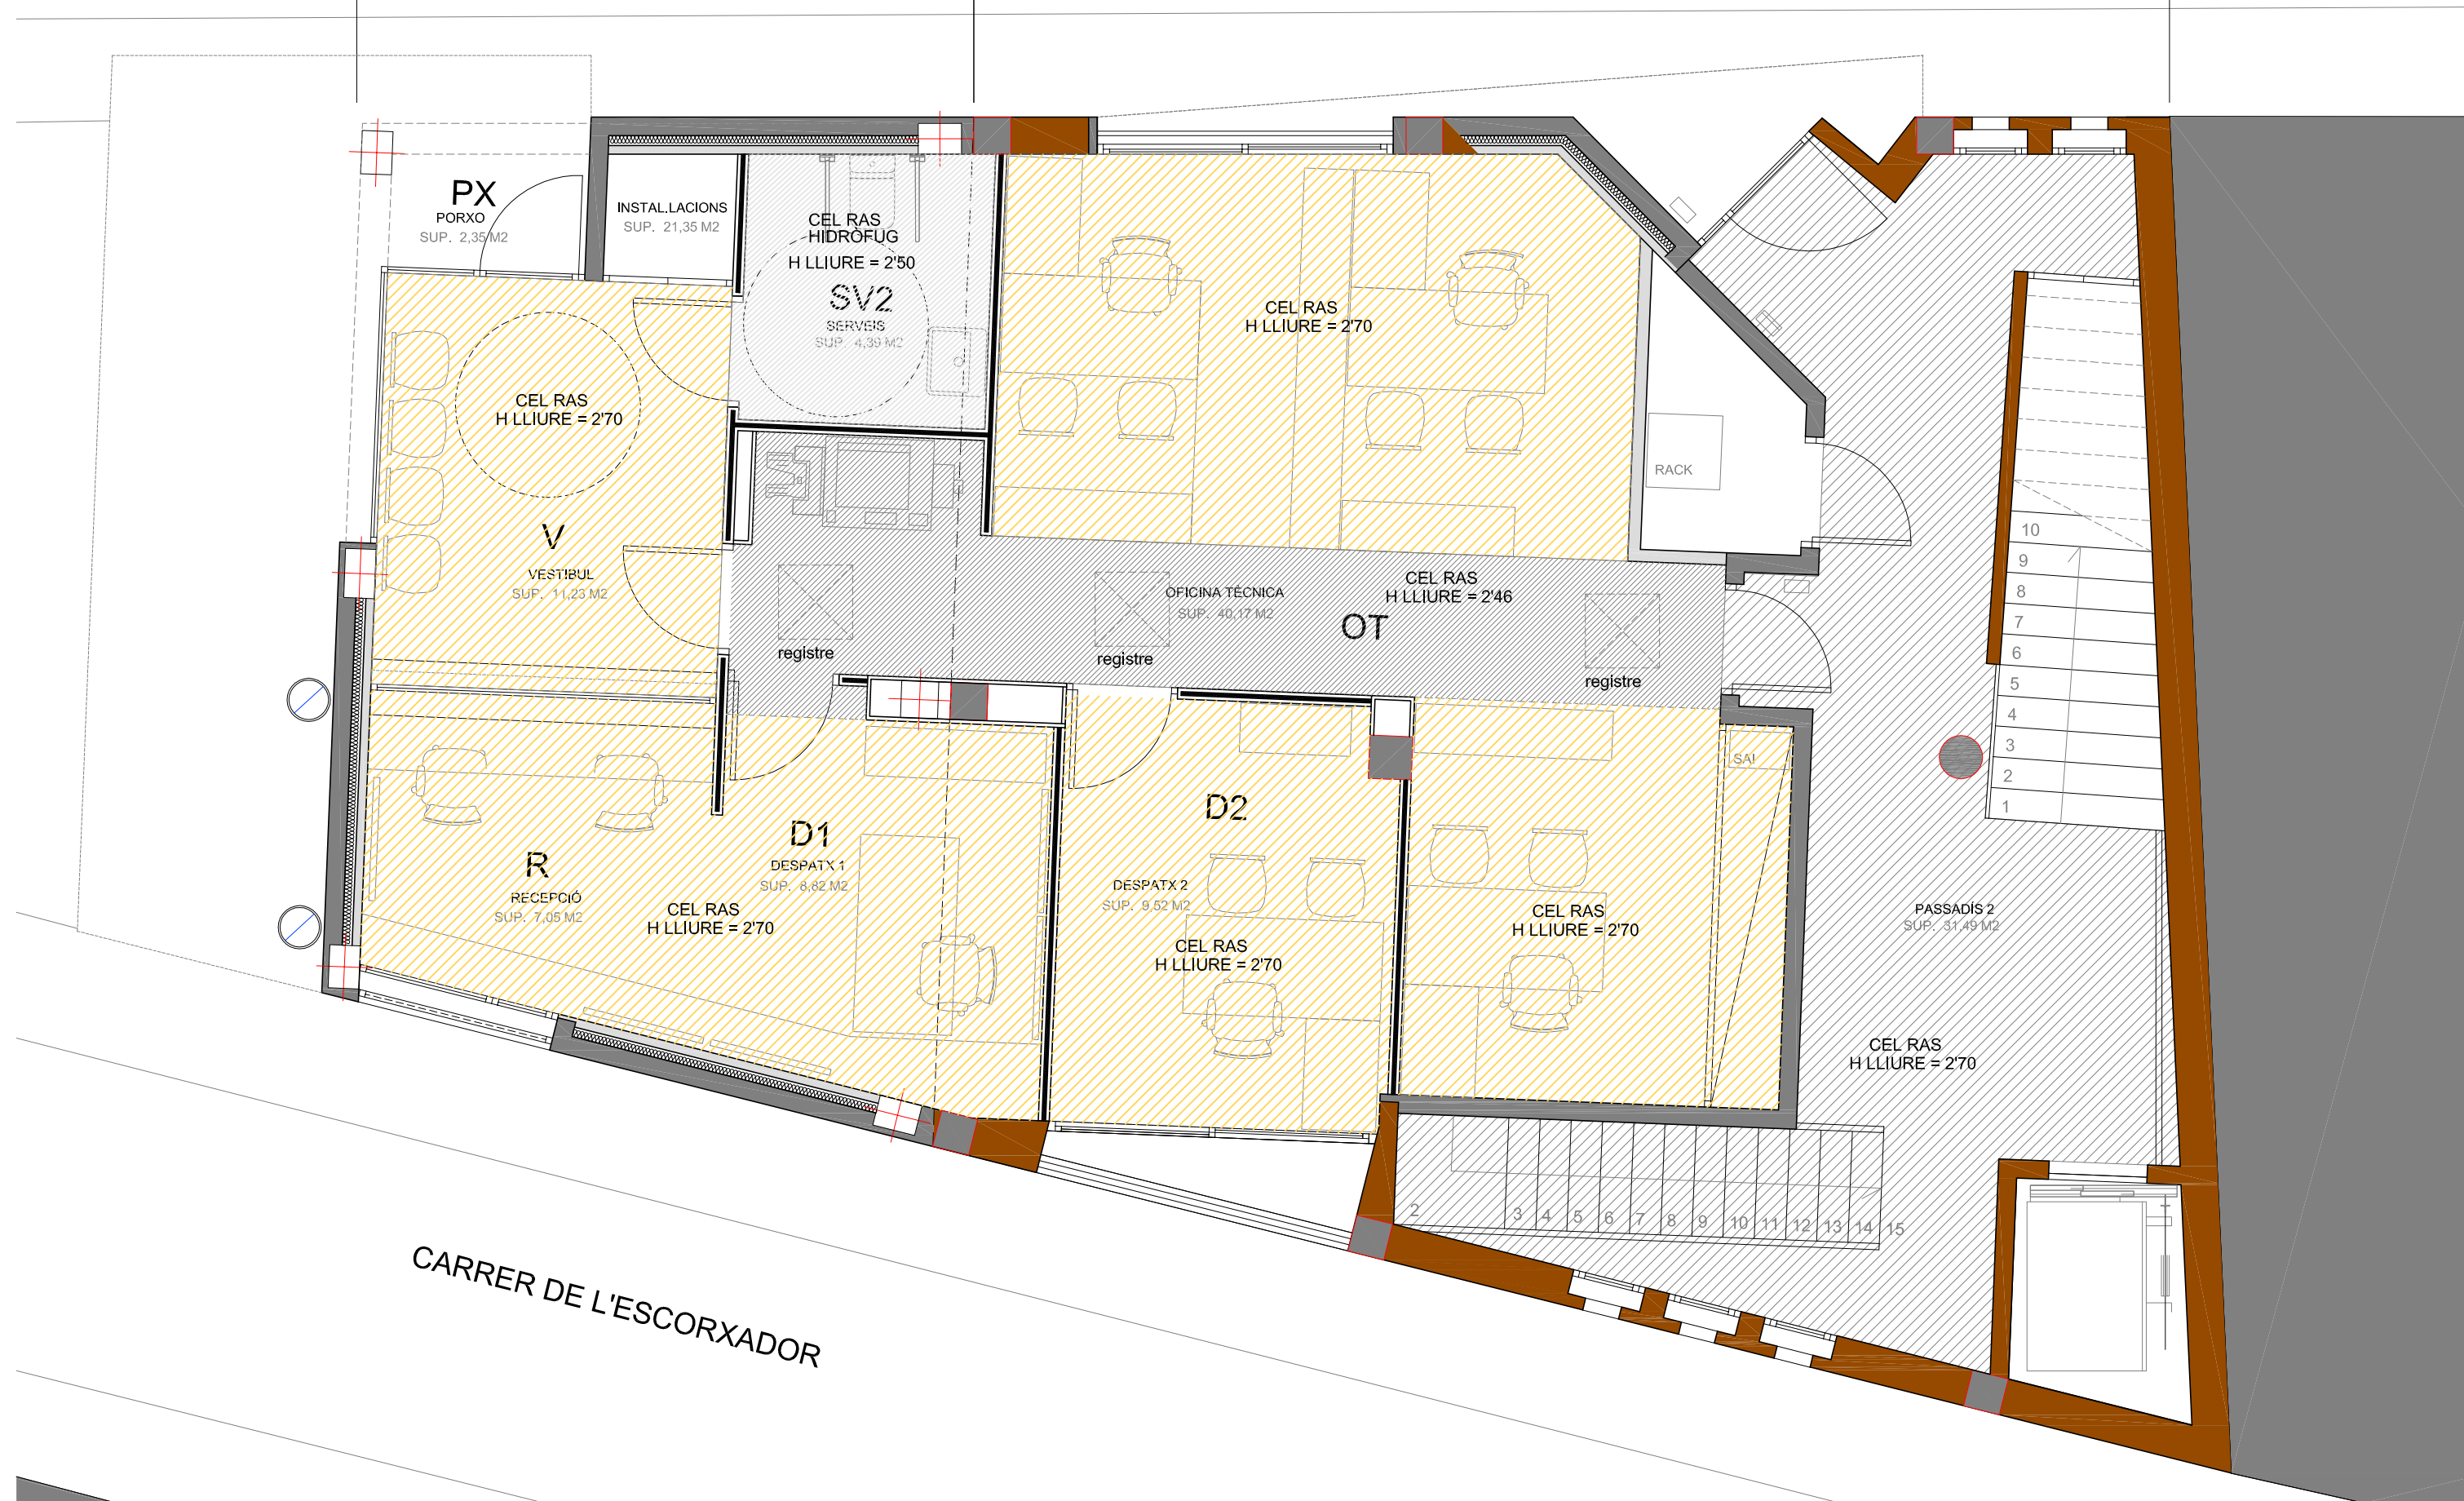 PX
PORXO
SUP. 2,35 M2
INSTAL.LACIONS
SUP. 21,35 M2
CEL RAS
HIDRÒFUG
H LLIURE = 2'50
SV2
SERVEIS
SUP. 4,39 M2
CEL RAS
H LLIURE = 2'70
CEL RAS
H LLIURE = 2'70
V
VESTIBUL
SUP. 11,23 M2
RACK
OFICINA TÈCNICA
SUP. 40,17 M2
CEL RAS
H LLIURE = 2'46
OT
registre
registre
registre
10
9
8
7
6
5
4
3
2
1
SAI
R
RECEPCIÓ
SUP. 7,05 M2
D1
DESPATX 1
SUP. 8,82 M2
CEL RAS
H LLIURE = 2'70
D2
DESPATX 2
SUP. 9,52 M2
CEL RAS
H LLIURE = 2'70
CEL RAS
H LLIURE = 2'70
PASSADÍS 2
SUP. 31,49 M2
CEL RAS
H LLIURE = 2'70
2 3 4 5 6 7 8 9 10 11 12 13 14 15
CARRER DE L'ESCORXADOR